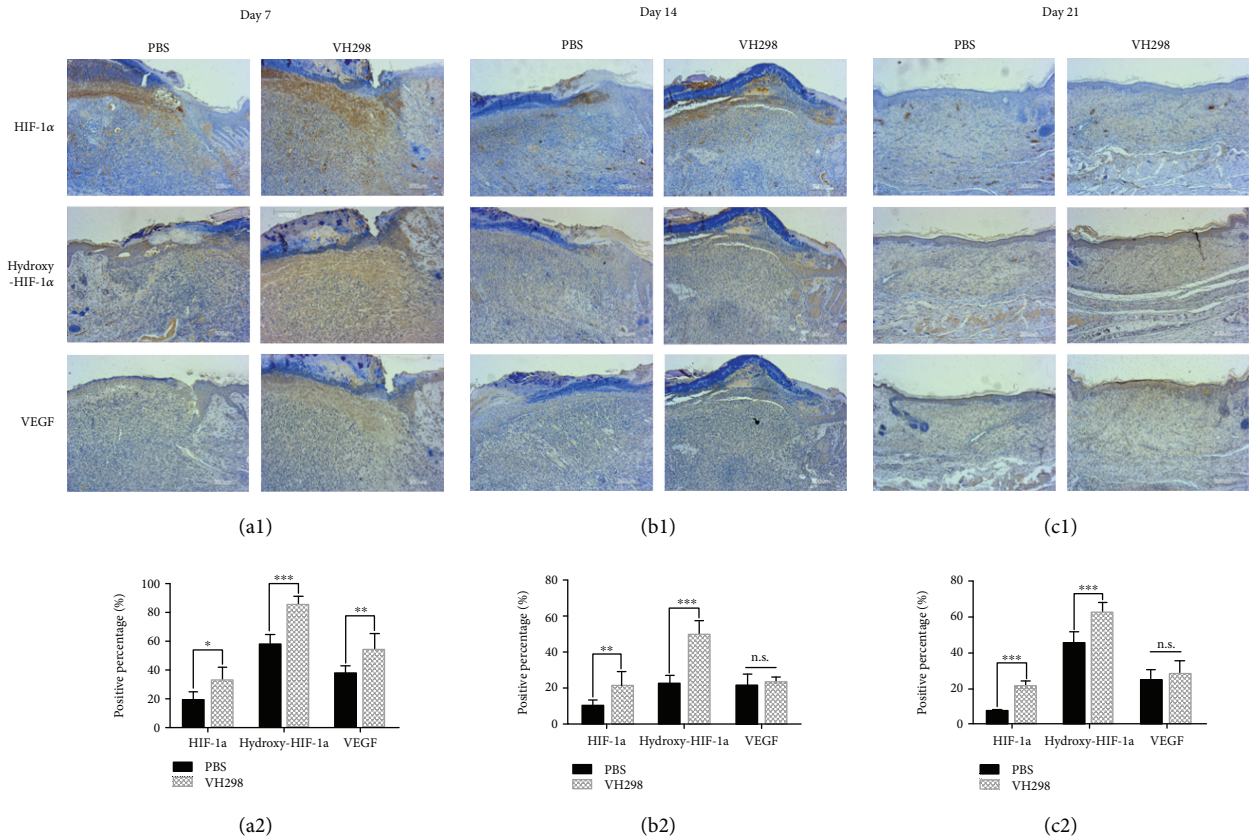 Day 7
Day 14
Day 21
PBS
VH298
PBS
VH298
PBS
VH298
HIF-1α
Hydroxy
-HIF-1α
VEGF
(a1)
(b1)
(c1)
Positive percentage (%)
100
80
60
40
20
0
*
***
**
HIF-1a
Hydroxy-HIF-1a
VEGF
PBS
VH298
(a2)
Positive percentage (%)
80
60
40
20
0
**
***
n.s.
HIF-1a
Hydroxy-HIF-1a
VEGF
PBS
VH298
(b2)
Positive percentage (%)
80
60
40
20
0
***
***
n.s.
HIF-1a
Hydroxy-HIF-1a
VEGF
PBS
VH298
(c2)